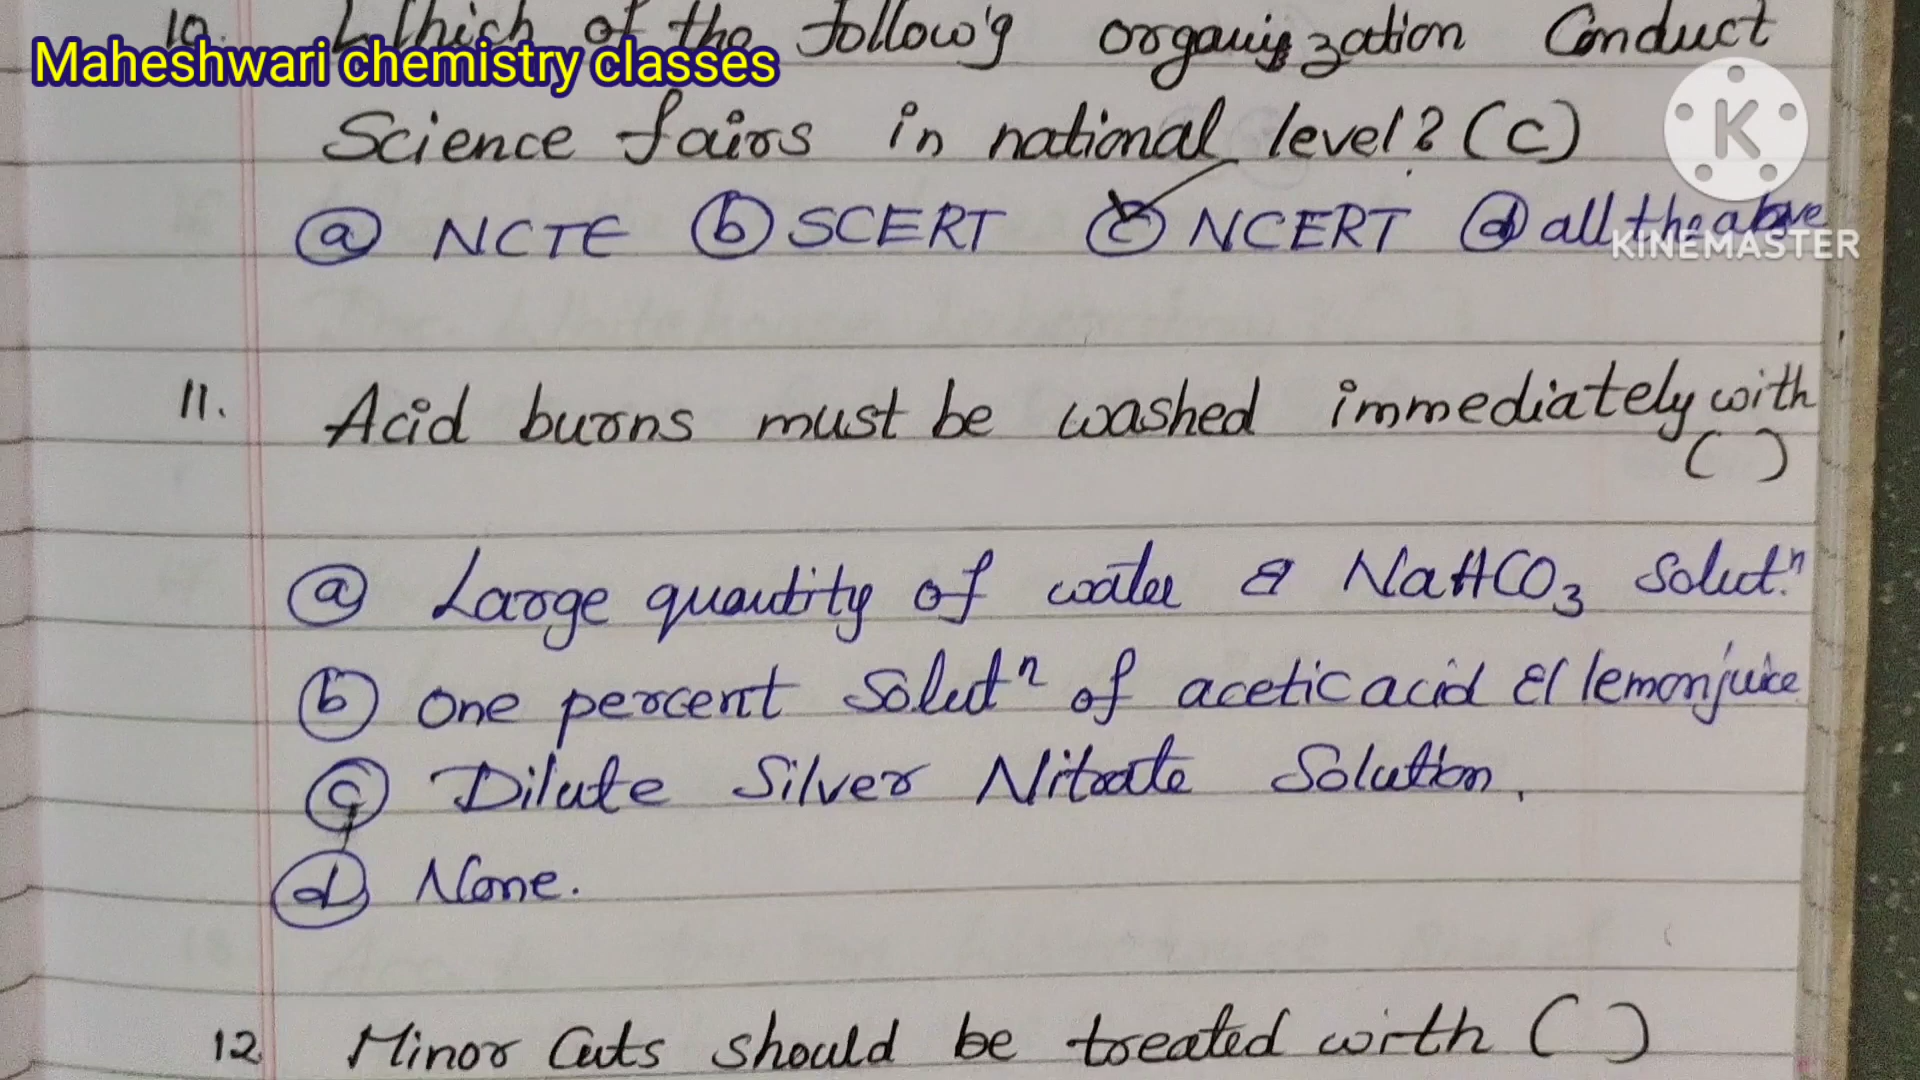 10. Which of the follow'g organization Conduct
Maheshwari chemistry classes
Science fairs in national level? (C)
K
(a) NCTE (b) SCERT (c) NCERT (d) all the above
KINEMASTER
11. Acid burns must be washed immediately with
( )
(a) Large quantity of water & NaHCO3 Solutn.
(b) One percent Solutn of acetic acid & lemon juice
(c) Dilute Silver Nitrate Solution.
(d) None.
12 Minor Cuts should be treated with ( )